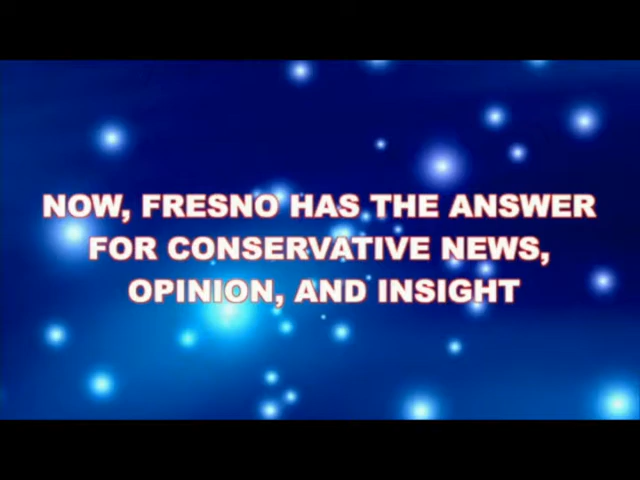 NOW, FRESNO HAS THE ANSWER
FOR CONSERVATIVE NEWS,
OPINION, AND INSIGHT